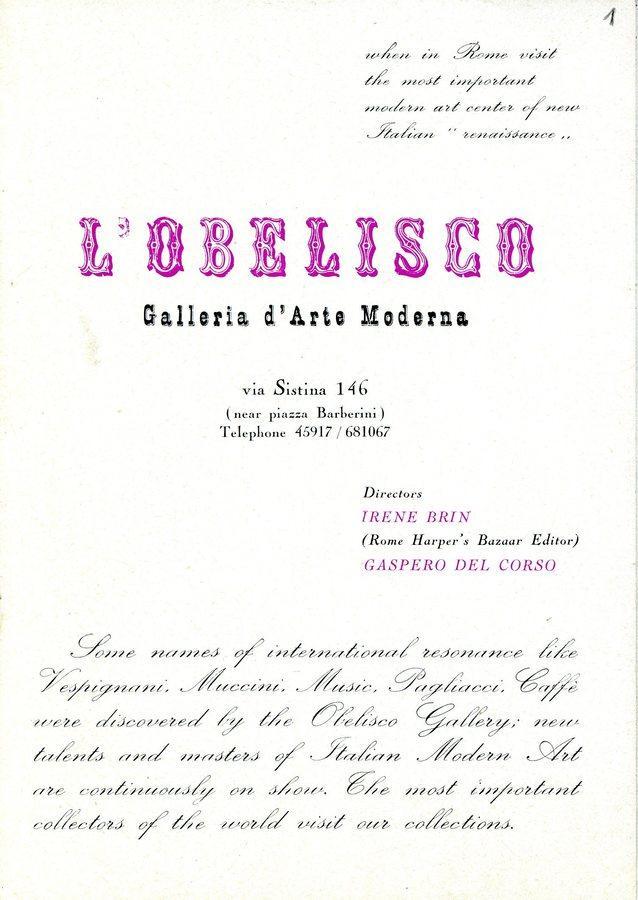 1
when in Rome visit
the most important
modern art center of new
Italian " renaissance „
L'OBELISCO
Galleria d'Arte Moderna
via Sistina 146
(near piazza Barberini)
Telephone 45917 / 681067
Directors
IRENE BRIN
(Rome Harper's Bazaar Editor)
GASPERO DEL CORSO
Some names of international resonance like
Vespignani, Muccini, Music, Pagliacci, Caffè
were discovered by the Obelisco Gallery; new
talents and masters of Italian Modern Art
are continuously on show. The most important
collectors of the world visit our collections.